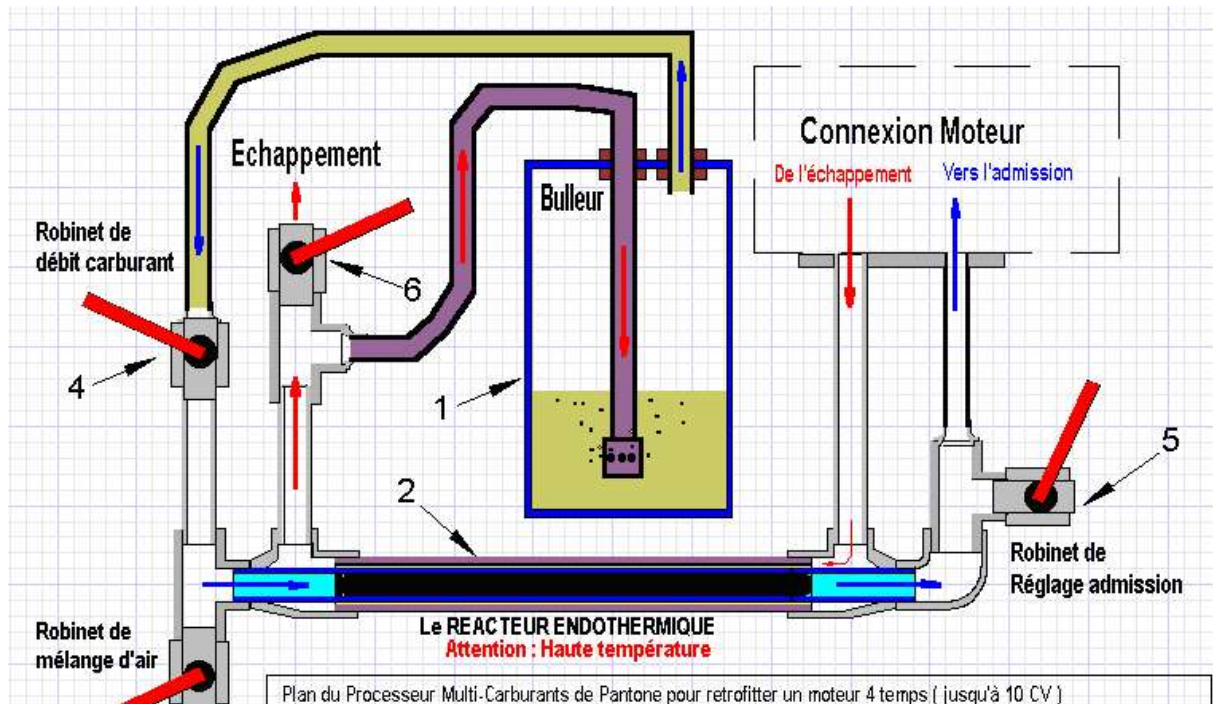 Echappement
Connexion Moteur
De l'échappement
Vers l'admission
Bulleur
Robinet de
débit carburant
6
4
1
5
2
Robinet de
Réglage admission
Le REACTEUR ENDOTHERMIQUE
Attention : Haute température
Robinet de
mélange d'air
Plan du Processeur Multi-Carburants de Pantone pour retrofitter un moteur 4 temps ( jusqu'à 10 CV )